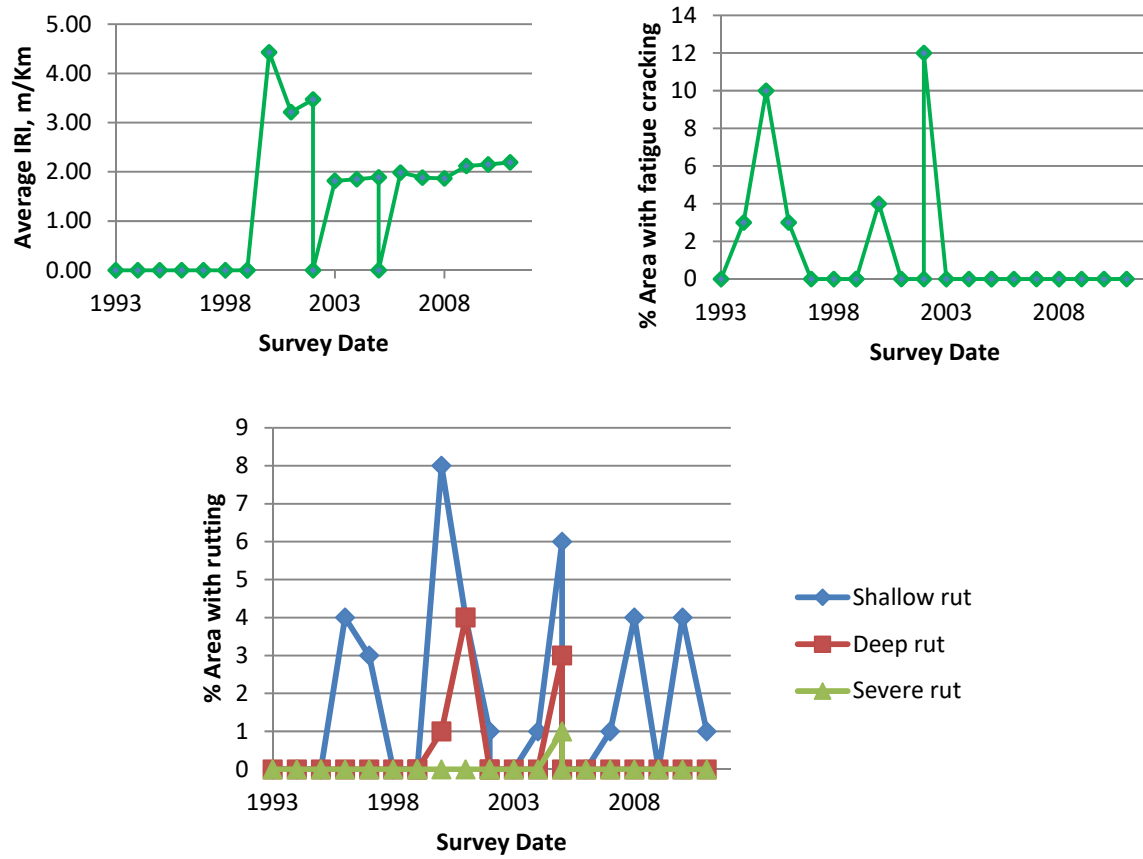 Average IRI, m/Km
5.00
4.00
3.00
2.00
1.00
0.00
1993 1998 2003 2008
Survey Date
% Area with fatigue cracking
14
12
10
8
6
4
2
0
1993 1998 2003 2008
Survey Date
% Area with rutting
9
8
7
6
5
4
3
2
1
0
1993 1998 2003 2008
Survey Date
Shallow rut
Deep rut
Severe rut